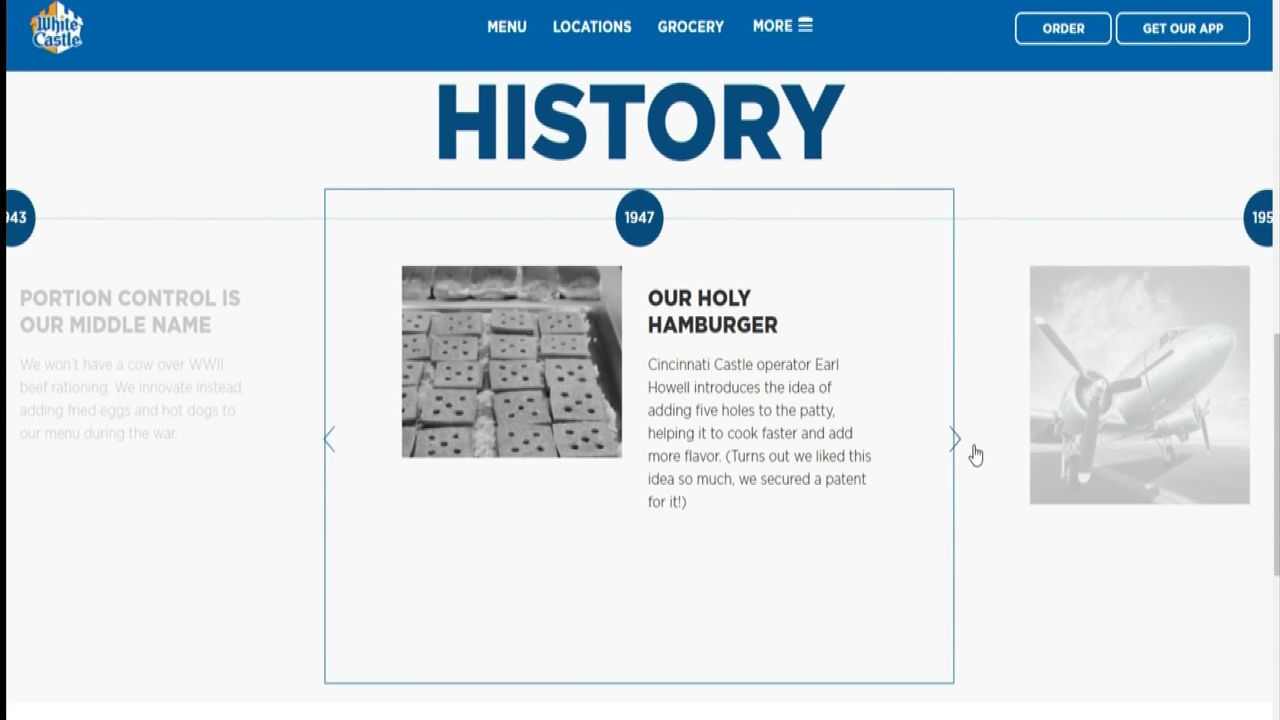 White
Castle
MENU
LOCATIONS
GROCERY
MORE
ORDER
GET OUR APP
HISTORY
943
1947
195
PORTION CONTROL IS
OUR MIDDLE NAME
We won't have a cow over WWII
beef rationing. We innovate instead,
adding fried eggs and hot dogs to
our menu during the war.
OUR HOLY
HAMBURGER
Cincinnati Castle operator Earl
Howell introduces the idea of
adding five holes to the patty,
helping it to cook faster and add
more flavor. (Turns out we liked this
idea so much, we secured a patent
for it!)